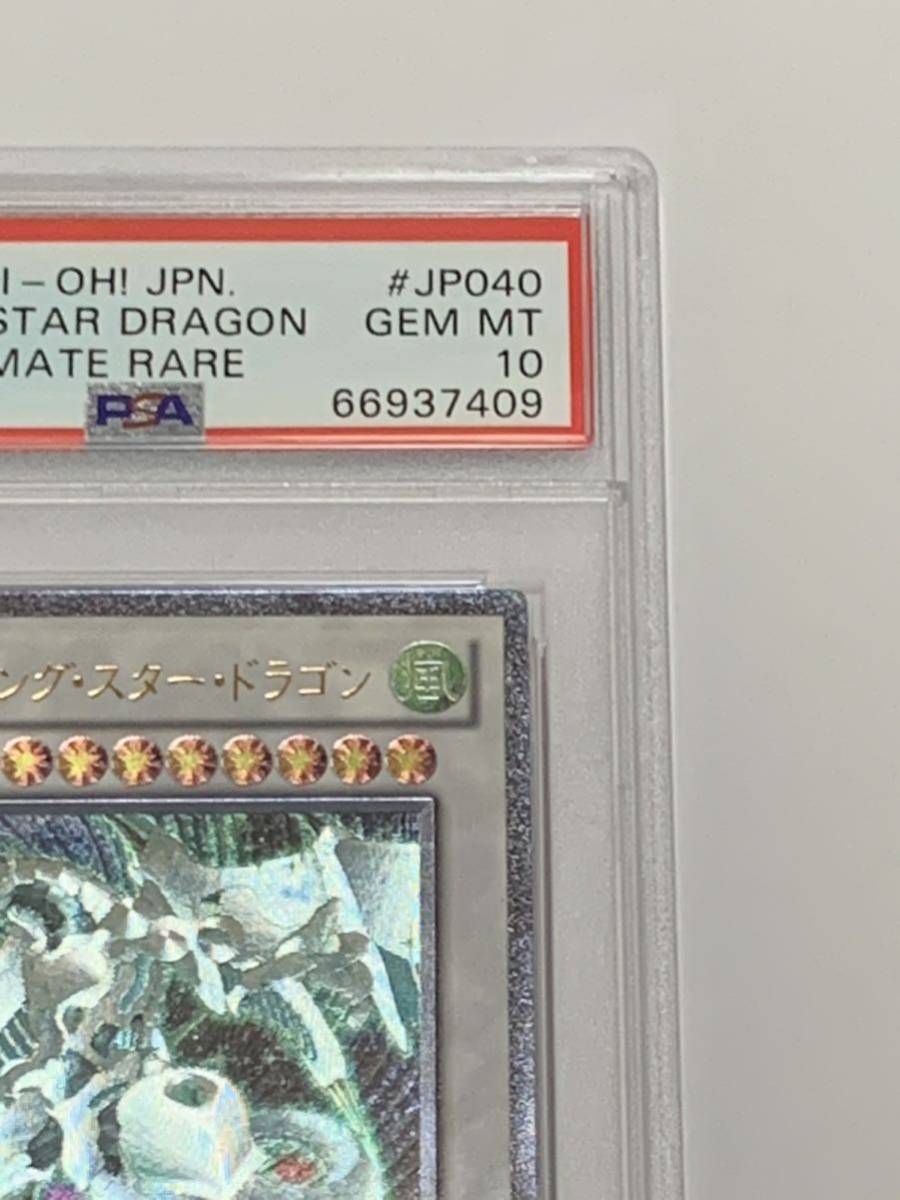 I-OH! JPN. #JP040
STAR DRAGON GEM MT
MATE RARE 10
PSA 66937409
ング・スター・ドラゴン 風